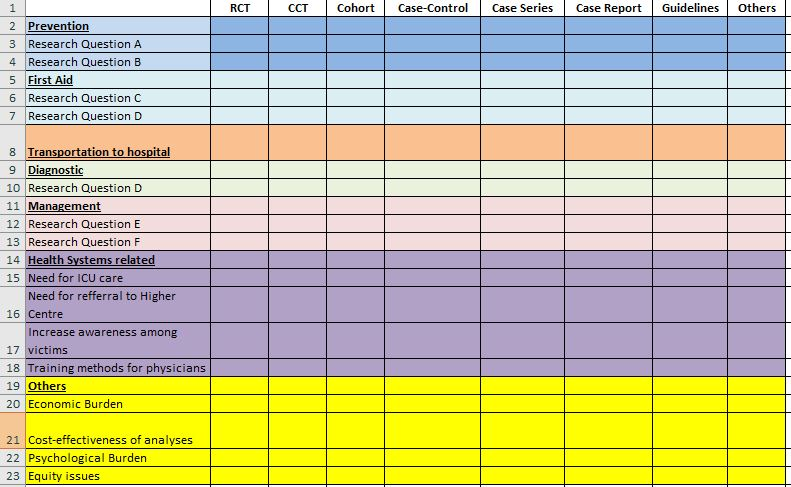 1 RCT CCT Cohort Case-Control Case Series Case Report Guidelines Others
2 Prevention
3 Research Question A
4 Research Question B
5 First Aid
6 Research Question C
7 Research Question D
8 Transportation to hospital
9 Diagnostic
10 Research Question D
11 Management
12 Research Question E
13 Research Question F
14 Health Systems related
15 Need for ICU care
Need for refferral to Higher
16 Centre
Increase awareness among
17 victims
18 Training methods for physicians
19 Others
20 Economic Burden
21 Cost-effectiveness of analyses
22 Psychological Burden
23 Equity issues